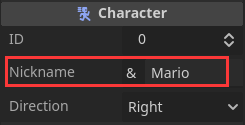 Character
ID 0
Nickname & Mario
Direction Right